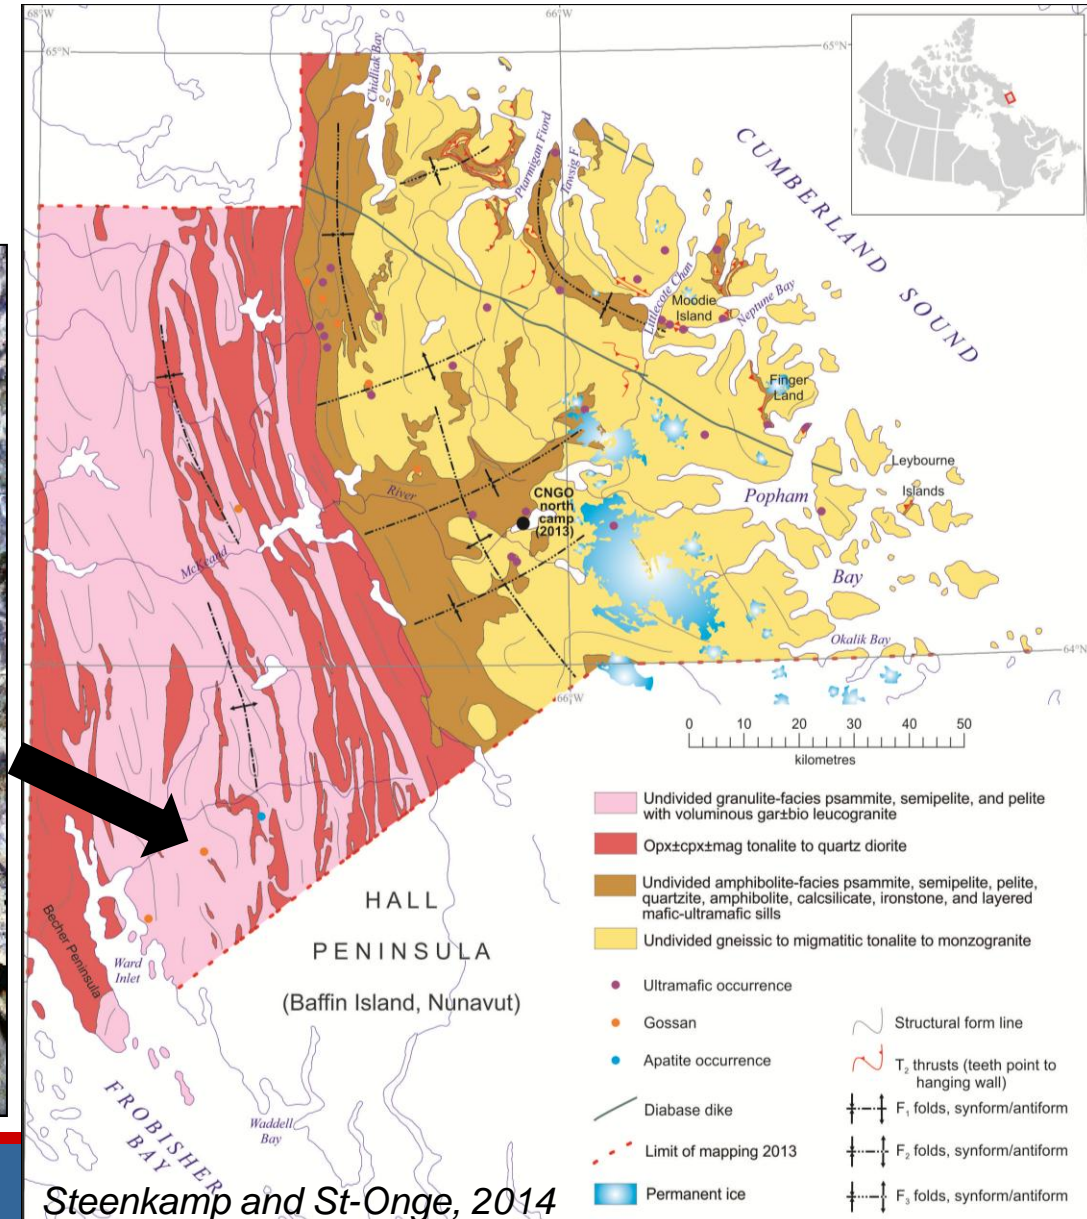 68°W
66°W
65°N
65°N
Chidliak Bay
Ptarmigan Fiord
Tawsig F.
CUMBERLAND SOUND
Littlecote Chan
Moodie
Island
Neptune Bay
Finger
Land
Leybourne
Islands
River
CNGO
north
camp
(2013)
Popham
McKeand
Bay
Okalik Bay
64°N
66°W
0 10 20 30 40 50
kilometres
Undivided granulite-facies psammite, semipelite, and pelite
with voluminous gar±bio leucogranite
Opx±cpx±mag tonalite to quartz diorite
Undivided amphibolite-facies psammite, semipelite, pelite,
quartzite, amphibolite, calcsilicate, ironstone, and layered
mafic-ultramafic sills
Undivided gneissic to migmatitic tonalite to monzogranite
HALL
PENINSULA
(Baffin Island, Nunavut)
Becher Peninsula
Ward
Inlet
Ultramafic occurrence
Gossan
Structural form line
Apatite occurrence
T2 thrusts (teeth point to
hanging wall)
Diabase dike
F1 folds, synform/antiform
FROBISHER
BAY
Waddell
Bay
Limit of mapping 2013
F2 folds, synform/antiform
Permanent ice
F3 folds, synform/antiform
Steenkamp and St-Onge, 2014